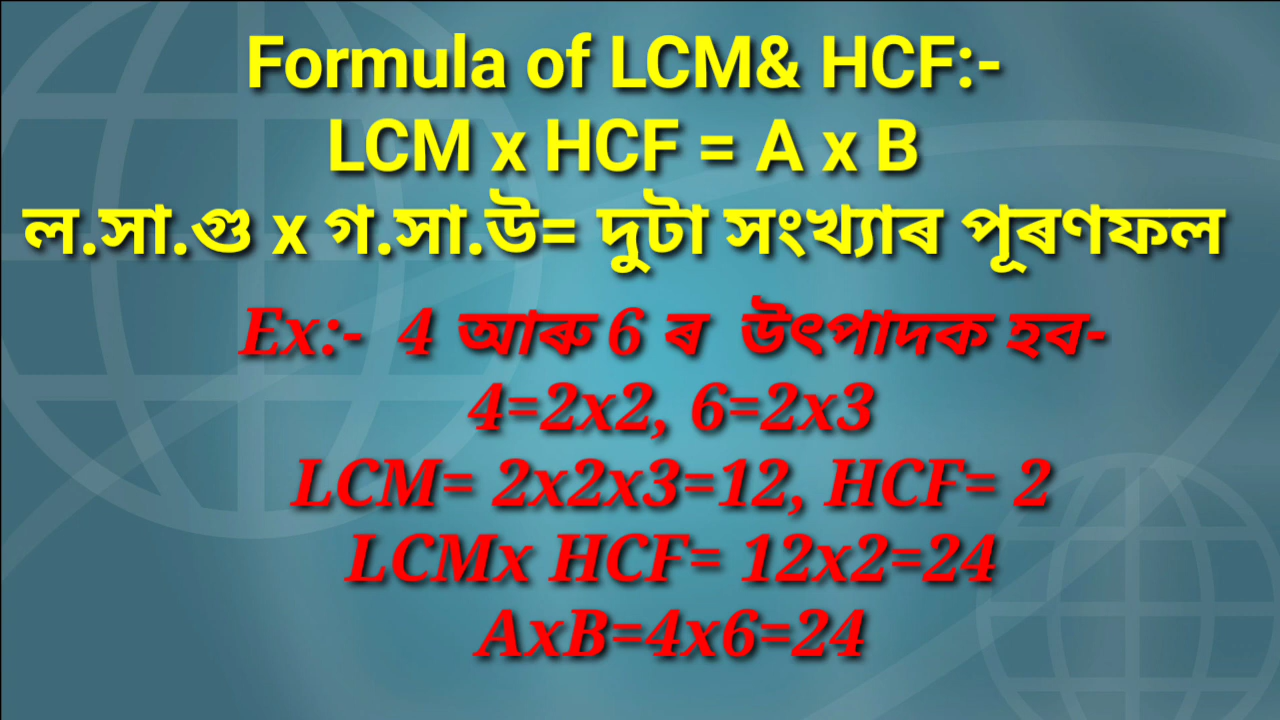 Formula of LCM& HCF:-
LCM x HCF = A x B
ল.সা.গু x গ.সা.উ= দুটা সংখ্যাৰ পূৰণফল
Ex:- 4 আৰু 6 ৰ উৎপাদক হব-
4=2x2, 6=2x3
LCM= 2x2x3=12, HCF= 2
LCMx HCF= 12x2=24
AxB=4x6=24